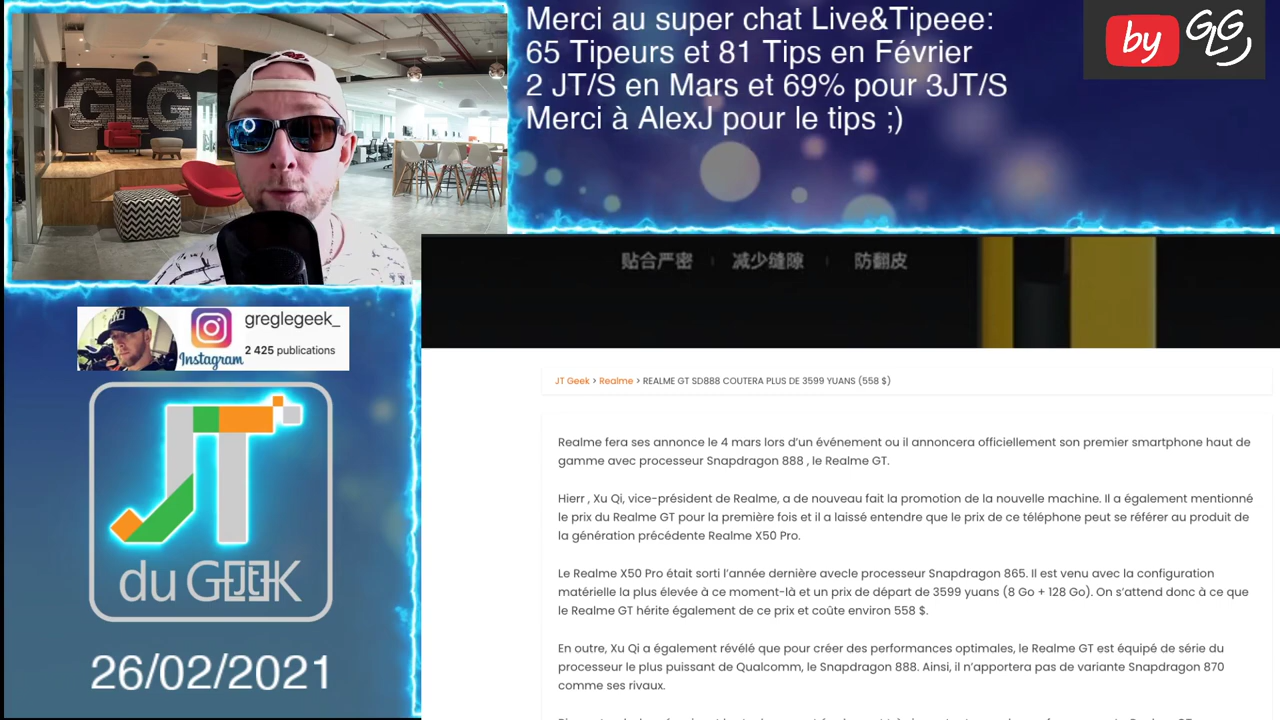 Merci au super chat Live&Tipeee:
65 Tipeurs et 81 Tips en Février
2 JT/S en Mars et 69% pour 3JT/S
Merci à AlexJ pour le tips ;)
by GLG
GLG
贴合严密 减少缝隙 防翻皮
greglegeek_
Instagram
2 425 publications
JT
du GEEK
26/02/2021
JT Geek > Realme > REALME GT SD888 COUTERA PLUS DE 3599 YUANS (558 $)
Realme fera ses annonce le 4 mars lors d'un événement ou il annoncera officiellement son premier smartphone haut de
gamme avec processeur Snapdragon 888 , le Realme GT.
Hierr , Xu Qi, vice-président de Realme, a de nouveau fait la promotion de la nouvelle machine. Il a également mentionné
le prix du Realme GT pour la première fois et il a laissé entendre que le prix de ce téléphone peut se référer au produit de
la génération précédente Realme X50 Pro.
Le Realme X50 Pro était sorti l'année dernière avecle processeur Snapdragon 865. Il est venu avec la configuration
matérielle la plus élevée à ce moment-là et un prix de départ de 3599 yuans (8 Go + 128 Go). On s'attend donc à ce que
le Realme GT hérite également de ce prix et coûte environ 558 $.
En outre, Xu Qi a également révélé que pour créer des performances optimales, le Realme GT est équipé de série du
processeur le plus puissant de Qualcomm, le Snapdragon 888. Ainsi, il n'apportera pas de variante Snapdragon 870
comme ses rivaux.